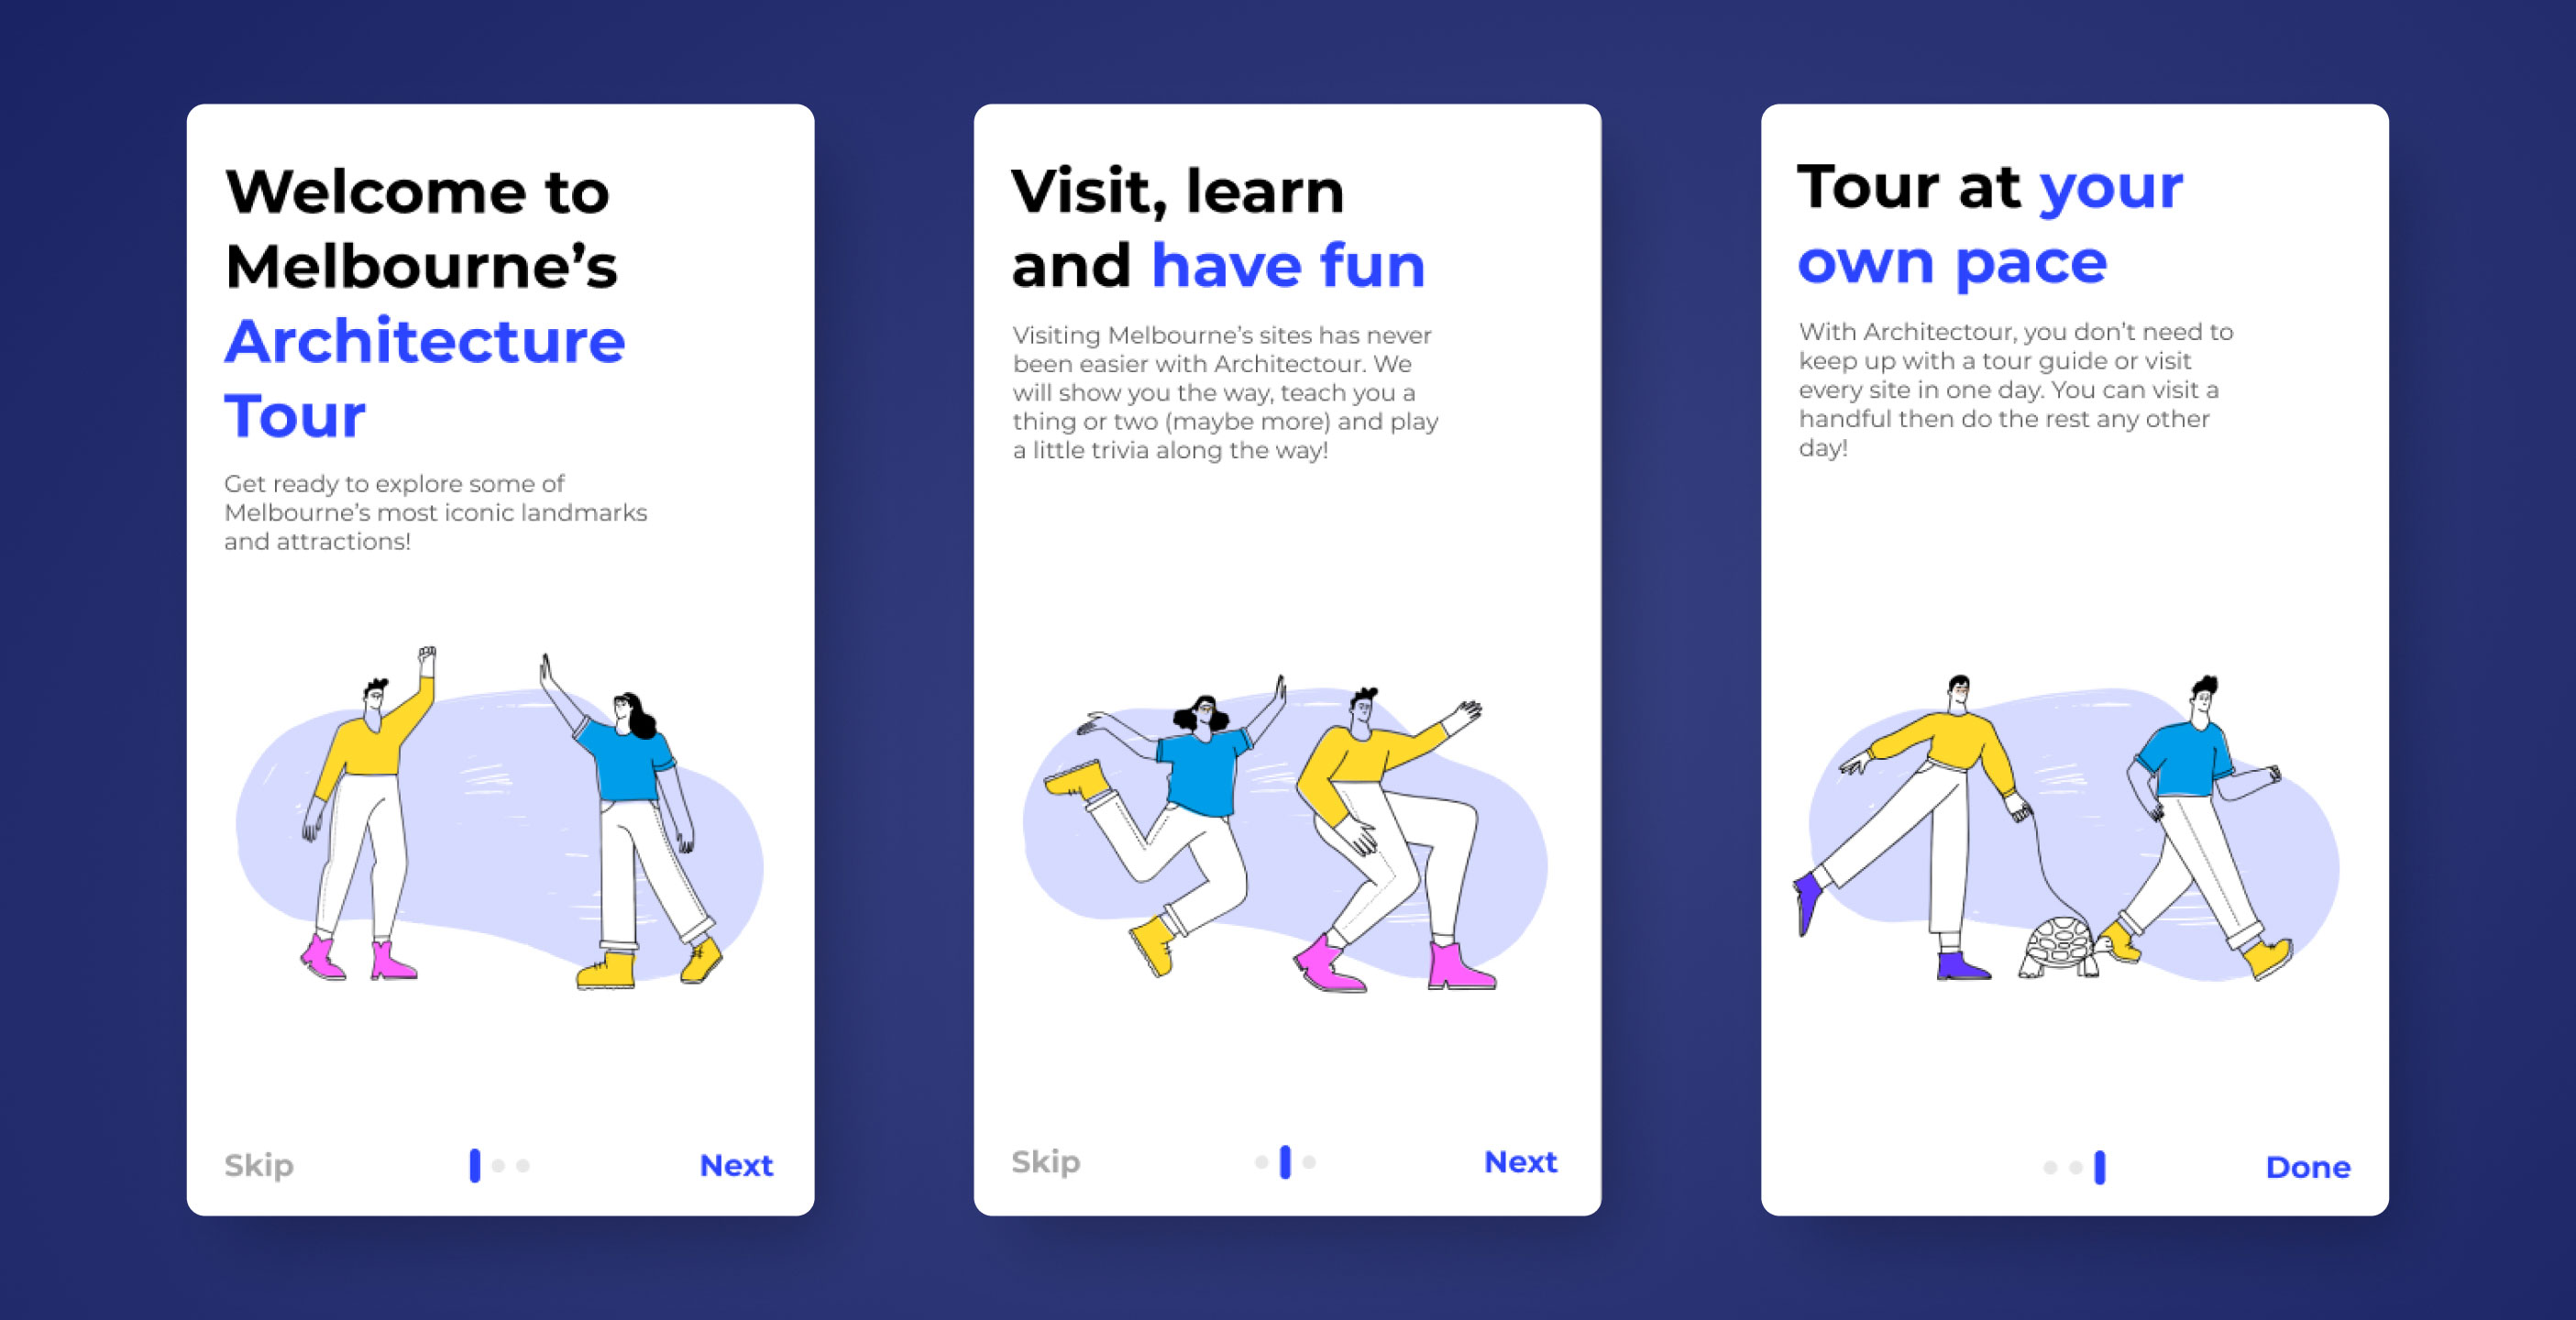 Welcome to
Melbourne’s
Architecture
Tour
Get ready to explore some of
Melbourne’s most iconic landmarks
and attractions!
Skip
Next
Visit, learn
and have fun
Visiting Melbourne’s sites has never
been easier with Architectour. We
will show you the way, teach you a
thing or two (maybe more) and play
a little trivia along the way!
Skip
Next
Tour at your
own pace
With Architectour, you don’t need to
keep up with a tour guide or visit
every site in one day. You can visit a
handful then do the rest any other
day!
Done